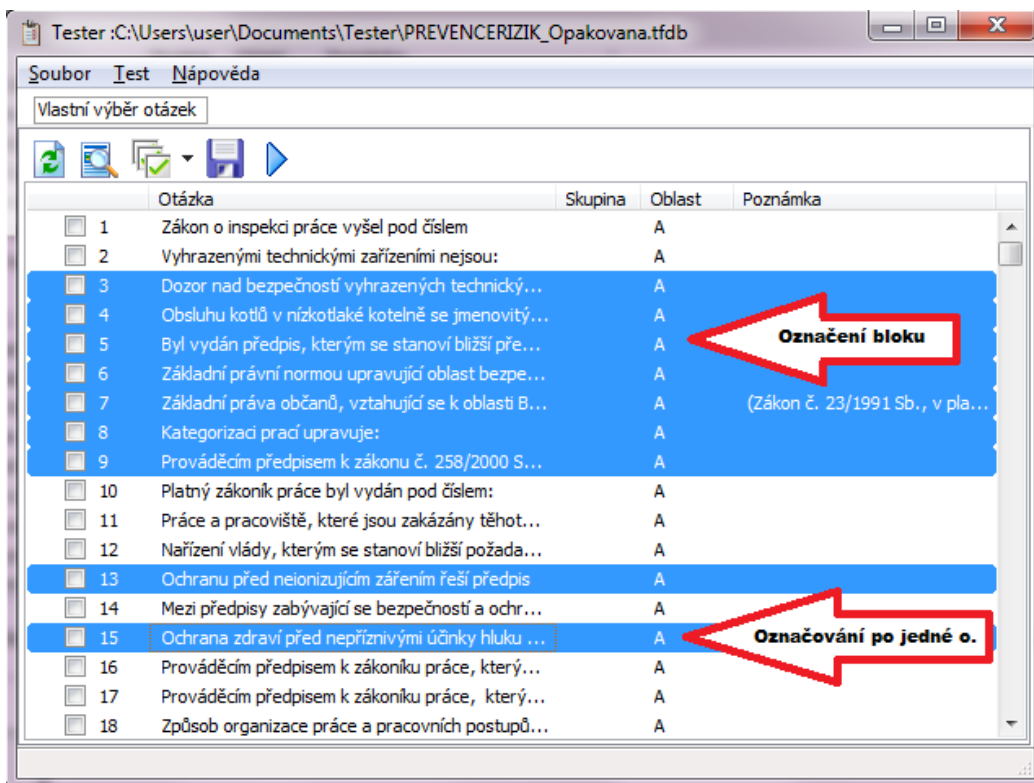 Tester :C:\Users\user\Documents\Tester\PREVENCERIZIK_Opakovana.tfdb
Soubor Test Nápověda
Vlastní výběr otázek
Otázka Skupina Oblast Poznámka
1 Zákon o inspekci práce vyšel pod číslem A
2 Vyhrazenými technickými zařízeními nejsou: A
3 Dozor nad bezpečností vyhrazených technický... A
4 Obsluhu kotlů v nízkotlaké kotelně se jmenovitý... A
5 Byl vydán předpis, kterým se stanoví bližší pře... A
Označení bloku
6 Základní právní normou upravující oblast bezpe... A
7 Základní práva občanů, vztahující se k oblasti B... A (Zákon č. 23/1991 Sb., v pla...
8 Kategorizaci prací upravuje: A
9 Prováděcím předpisem k zákonu č. 258/2000 S... A
10 Platný zákoník práce byl vydán pod číslem: A
11 Práce a pracoviště, které jsou zakázány těhot... A
12 Nařízení vlády, kterým se stanoví bližší požada... A
13 Ochranu před neionizujícím zářením řeší předpis A
14 Mezi předpisy zabývající se bezpečností a ochr... A
15 Ochrana zdraví před nepříznivými účinky hluku ... A
Označování po jedné o.
16 Prováděcím předpisem k zákoníku práce, který... A
17 Prováděcím předpisem k zákoníku práce, který... A
18 Způsob organizace práce a pracovních postupů... A